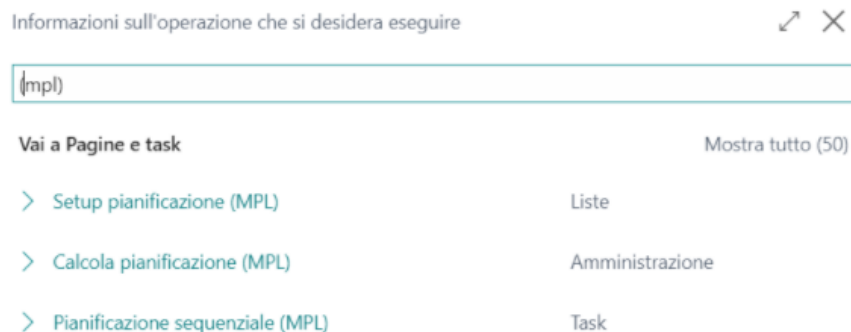 Informazioni sull'operazione che si desidera eseguire
(mpl)
Vai a Pagine e task Mostra tutto (50)
Setup pianificazione (MPL) Liste
Calcola pianificazione (MPL) Amministrazione
Pianificazione sequenziale (MPL) Task